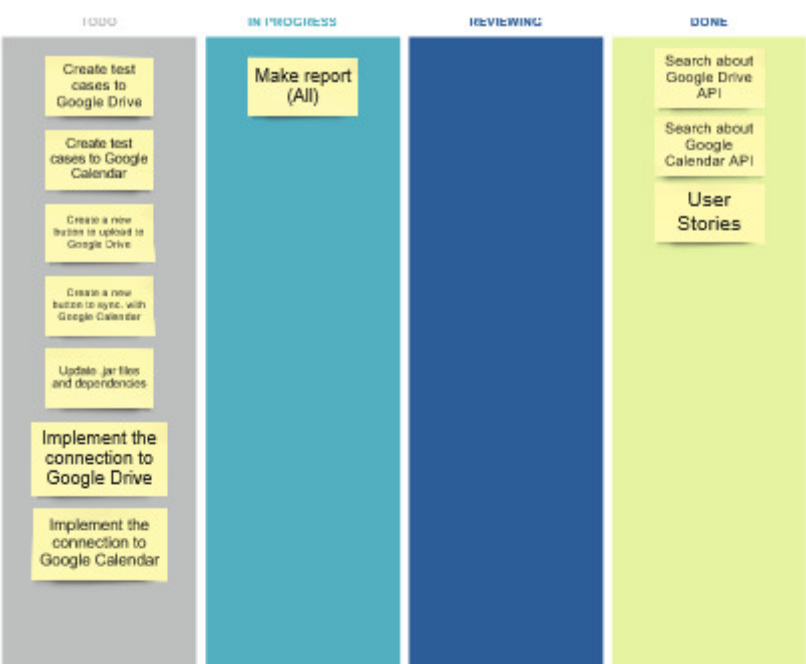 TODO
IN PROGRESS
REVIEWING
DONE
Create test
cases to
Google Drive
Create test
cases to Google
Calendar
Create a new
button to upload to
Google Drive
Create a new
button to sync. with
Google Calendar
Update .jar files
and dependencies
Implement the
connection to
Google Drive
Implement the
connection to
Google Calendar
Make report
(All)
Search about
Google Drive
API
Search about
Google
Calendar API
User
Stories